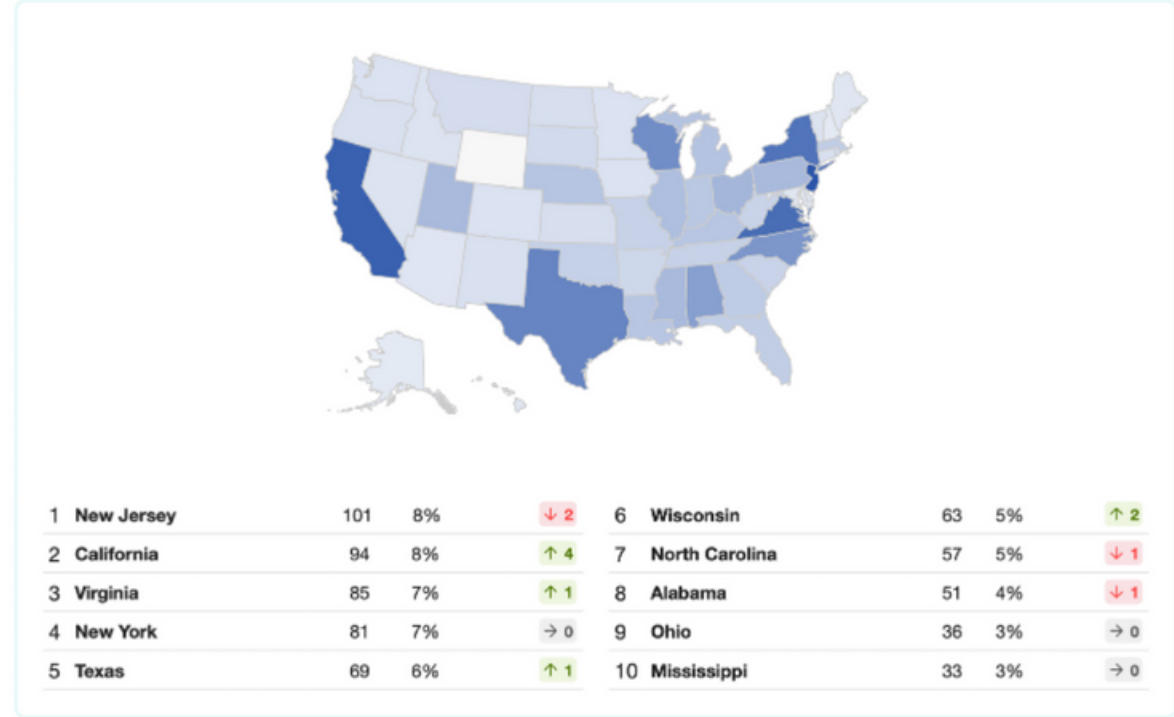 1 New Jersey 101 8% ↓ 2
2 California 94 8% ↑ 4
3 Virginia 85 7% ↑ 1
4 New York 81 7% → 0
5 Texas 69 6% ↑ 1
6 Wisconsin 63 5% ↑ 2
7 North Carolina 57 5% ↓ 1
8 Alabama 51 4% ↓ 1
9 Ohio 36 3% → 0
10 Mississippi 33 3% → 0